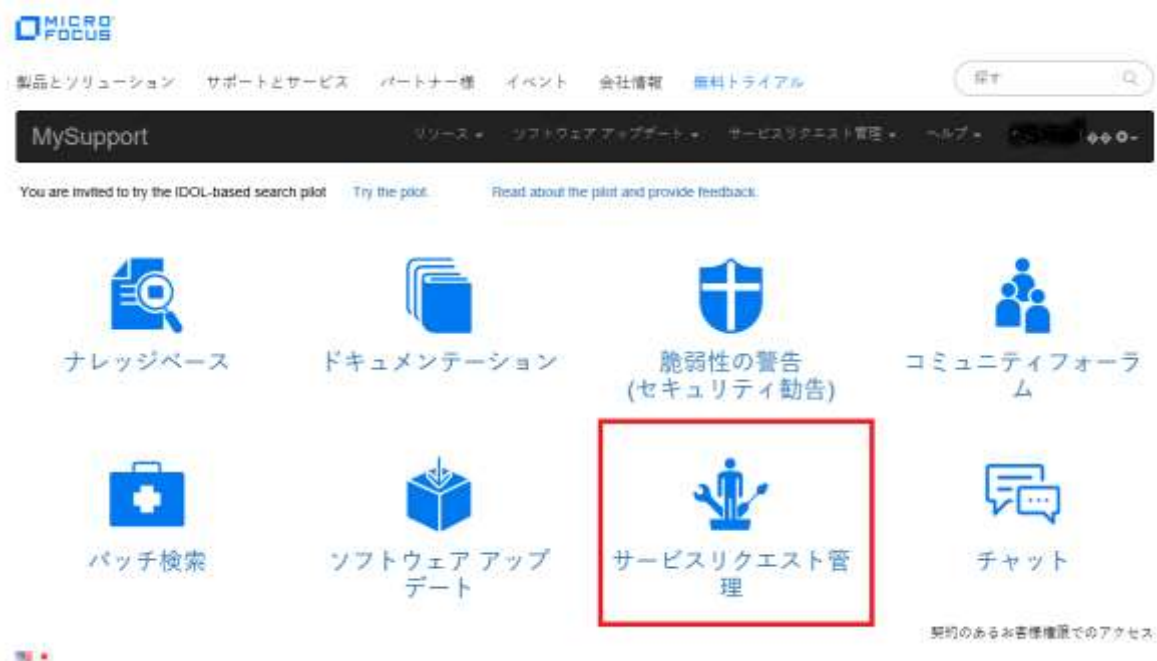 MICRO
FOCUS
製品とソリューション サポートとサービス パートナー様 イベント 会社情報 無料トライアル 探す
MySupport リソース ソフトウェア アップデート サービスリクエスト管理 ヘルプ
You are invited to try the IDOL-based search pilot Try the pilot. Read about the pilot and provide feedback.
ナレッジベース
ドキュメンテーション
脆弱性の警告
(セキュリティ勧告)
コミュニティフォーラ
ム
パッチ検索
ソフトウェア アップ
デート
サービスリクエスト管
理
チャット
契約のあるお客様権限でのアクセス